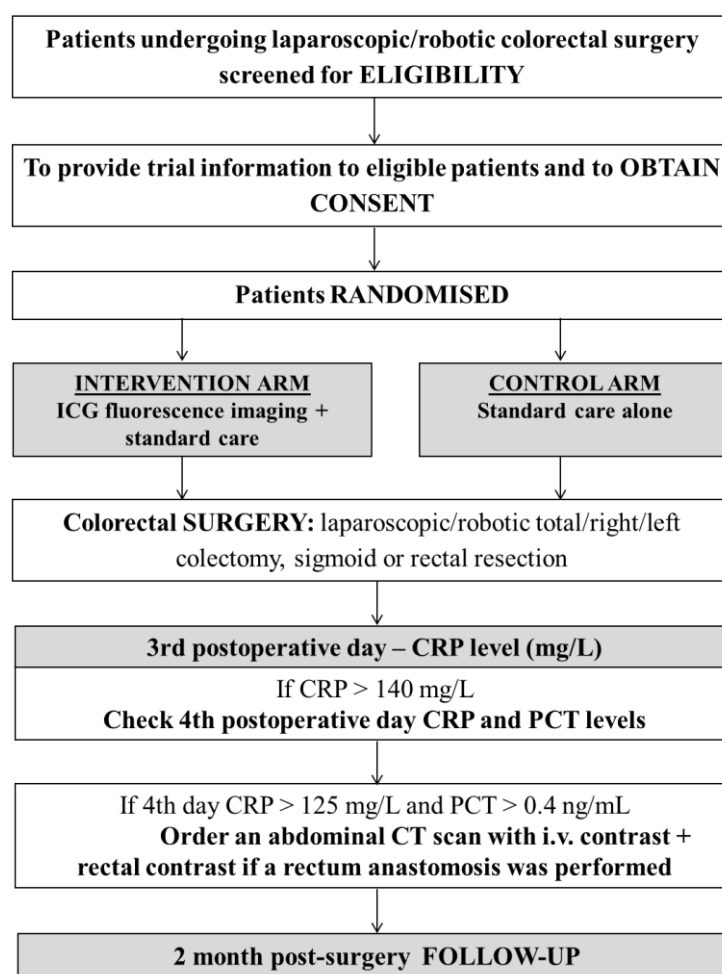 Patients undergoing laparoscopic/robotic colorectal surgery
screened for ELIGIBILITY
To provide trial information to eligible patients and to OBTAIN
CONSENT
Patients RANDOMISED
INTERVENTION ARM
ICG fluorescence imaging +
standard care
CONTROL ARM
Standard care alone
Colorectal SURGERY: laparoscopic/robotic total/right/left
colectomy, sigmoid or rectal resection
3rd postoperative day – CRP level (mg/L)
If CRP > 140 mg/L
Check 4th postoperative day CRP and PCT levels
If 4th day CRP > 125 mg/L and PCT > 0.4 ng/mL
Order an abdominal CT scan with i.v. contrast +
rectal contrast if a rectum anastomosis was performed
2 month post-surgery FOLLOW-UP